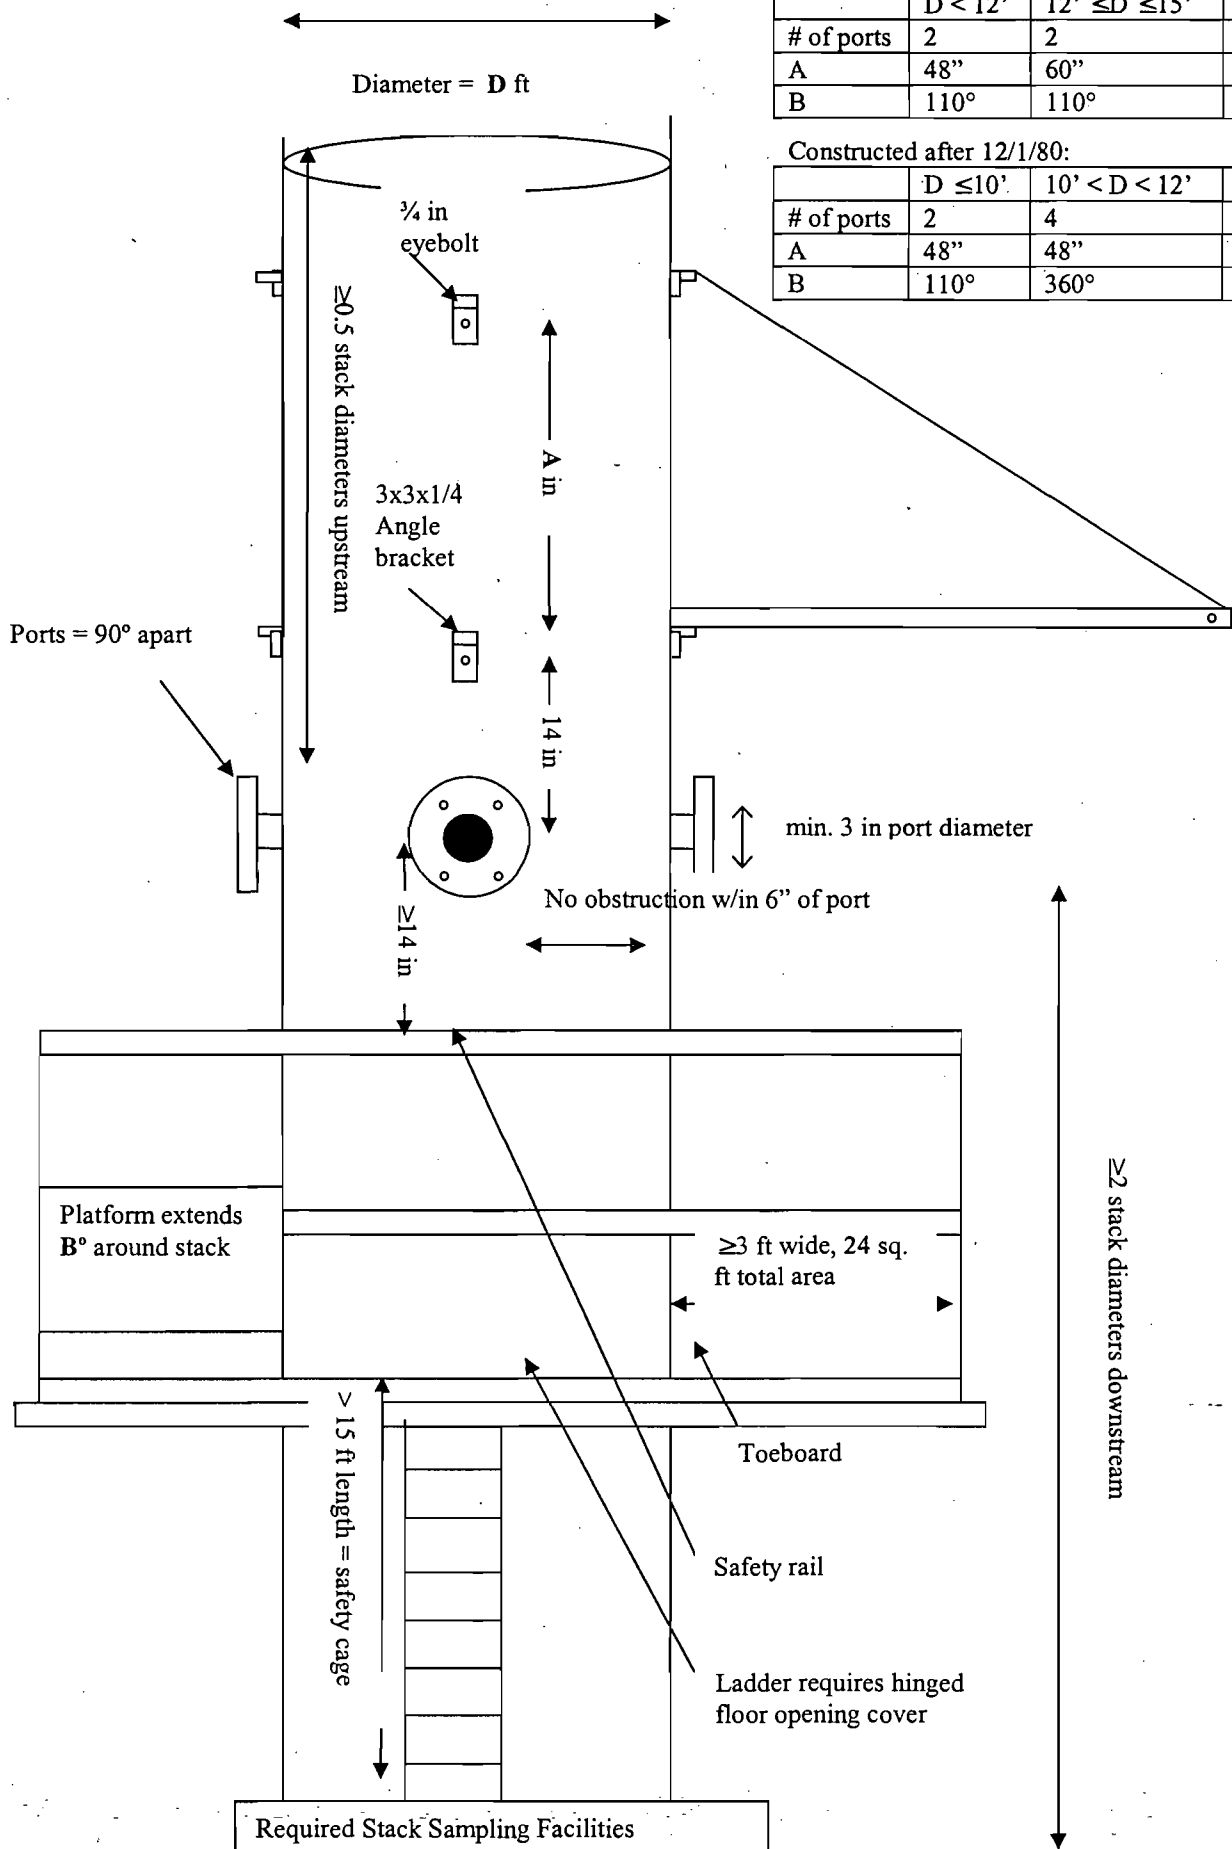 D < 12' 12' ≤D ≤15'
# of ports 2 2
A 48” 60”
B 110° 110°
Constructed after 12/1/80:
D ≤10' 10' < D < 12'
# of ports 2 4
A 48” 48”
B 110° 360°
Diameter = D ft
¾ in
eyebolt
≥0.5 stack diameters upstream
A in
3x3x1/4
Angle
bracket
Ports = 90° apart
14 in
min. 3 in port diameter
No obstruction w/in 6” of port
≥14 in
Platform extends
B° around stack
≥3 ft wide, 24 sq.
ft total area
≥2 stack diameters downstream
> 15 ft length = safety cage
Toeboard
Safety rail
Ladder requires hinged
floor opening cover
Required Stack Sampling Facilities